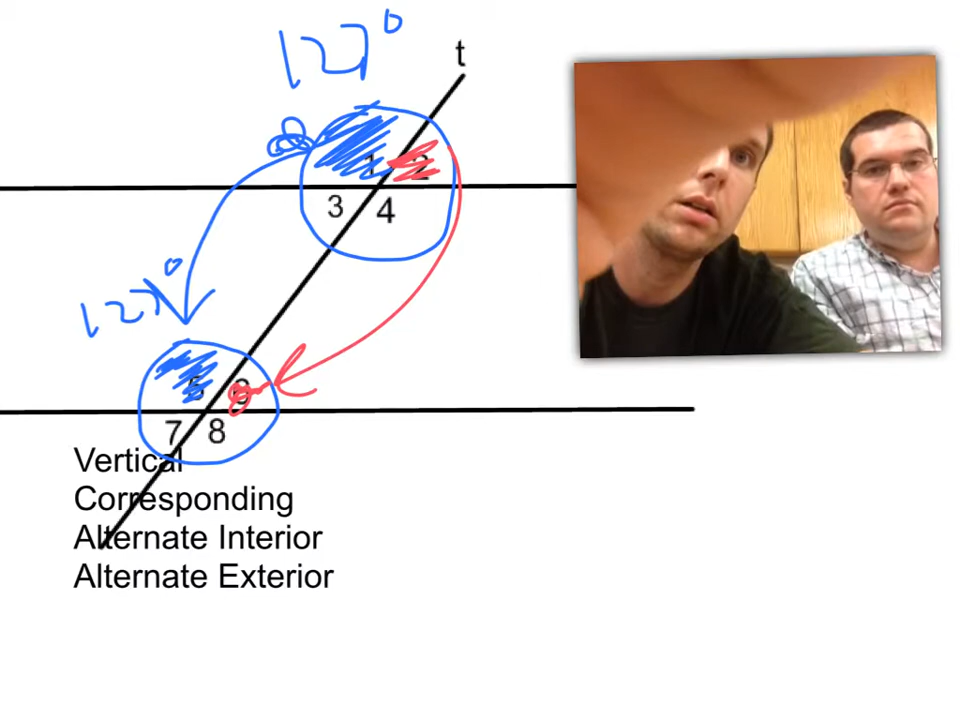 127°
t
1 2
3 4
127°
5 6
7 8
Vertical
Corresponding
Alternate Interior
Alternate Exterior